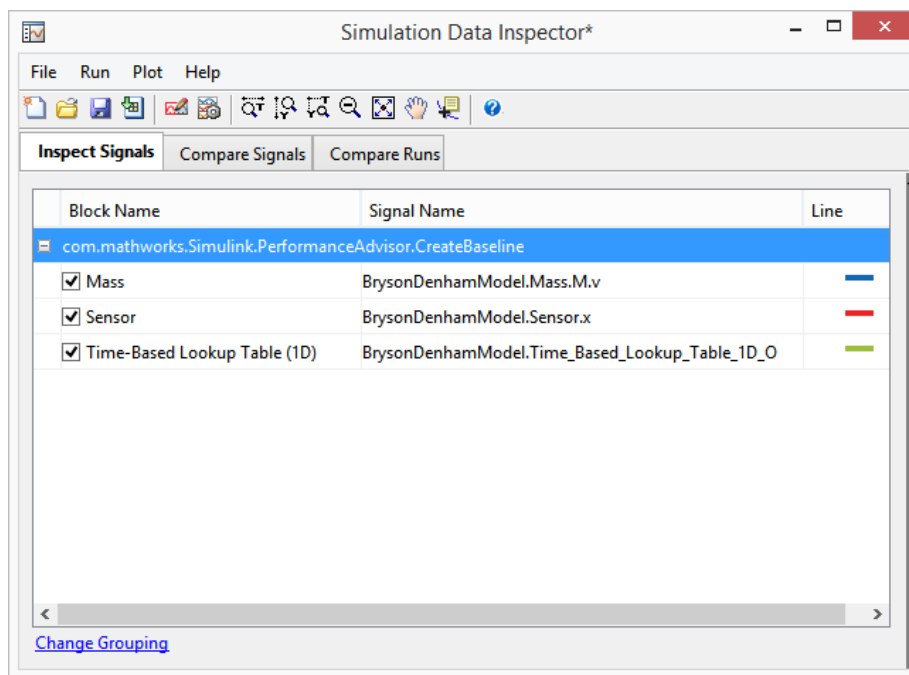 Simulation Data Inspector*
File Run Plot Help
Inspect Signals Compare Signals Compare Runs
Block Name Signal Name Line
com.mathworks.Simulink.PerformanceAdvisor.CreateBaseline
Mass BrysonDenhamModel.Mass.M.v
Sensor BrysonDenhamModel.Sensor.x
Time-Based Lookup Table (1D) BrysonDenhamModel.Time_Based_Lookup_Table_1D_O
Change Grouping